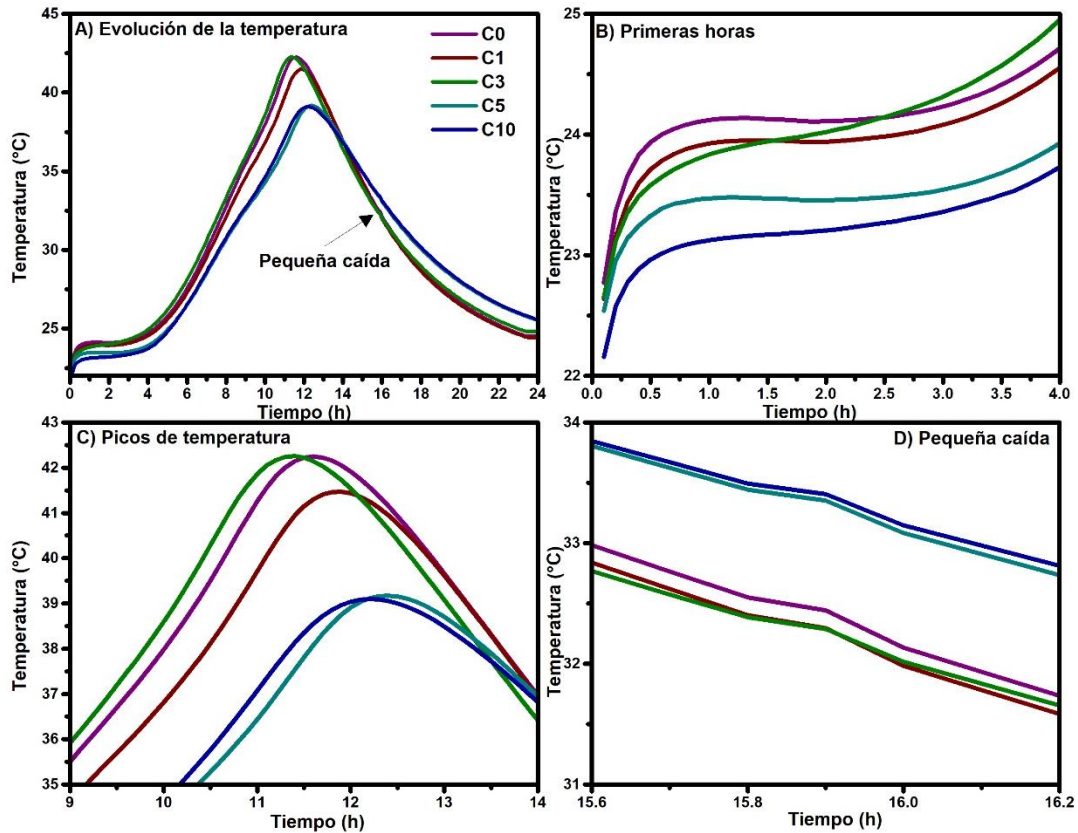 A) Evolución de la temperatura
C0
C1
C3
C5
C10
Pequeña caída
Temperatura (°C)
45
40
35
30
25
0 2 4 6 8 10 12 14 16 18 20 22 24
Tiempo (h)
B) Primeras horas
Temperatura (°C)
25
24
23
22
0.0 0.5 1.0 1.5 2.0 2.5 3.0 3.5 4.0
Tiempo (h)
C) Picos de temperatura
Temperatura (°C)
43
42
41
40
39
38
37
36
35
9 10 11 12 13 14
Tiempo (h)
D) Pequeña caída
Temperatura (°C)
34
33
32
31
15.6 15.8 16.0 16.2
Tiempo (h)